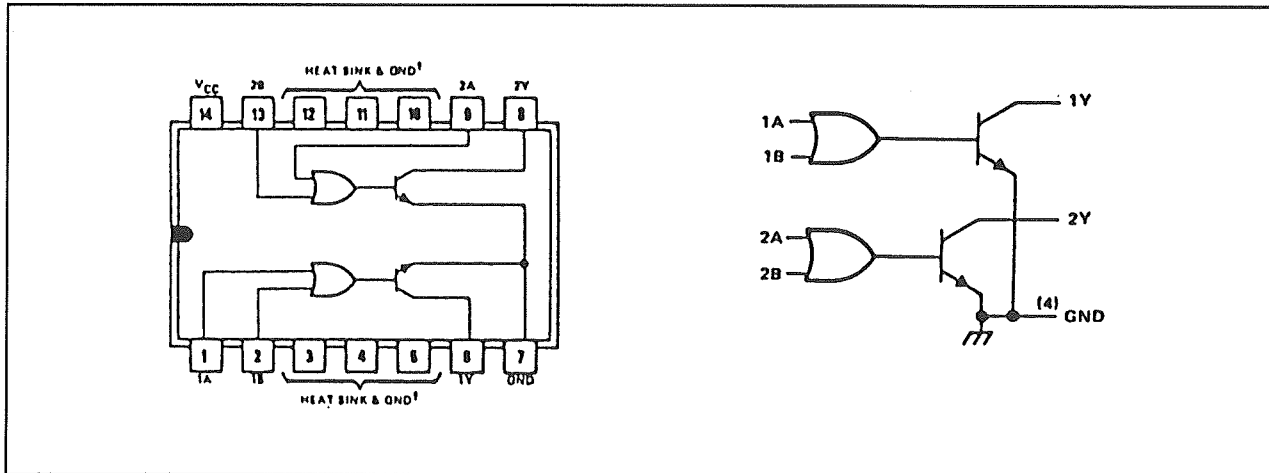 HEAT SINK & GND†
VCC 2B 2A 2Y
14 13 12 11 10 9 8
1 2 3 4 5 6 7
1A 1B 1Y GND
HEAT SINK & GND†
1A
1B
1Y
2A
2B
2Y
(4)
GND